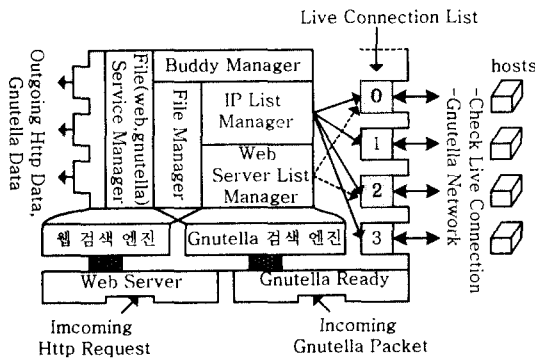 Live Connection List
hosts
Outgoing Http Data,
Gnutella Data
File(web,gnutella)
Service Manager
Buddy Manager
File Manager
IP List
Manager
Web
Server List
Manager
0
1
2
3
-Check Live Connection
-Gnutella Network
웹 검색 엔진
Gnutella 검색 엔진
Web Server
Gnutella Ready
Imcoming
Http Request
Incoming
Gnutella Packet